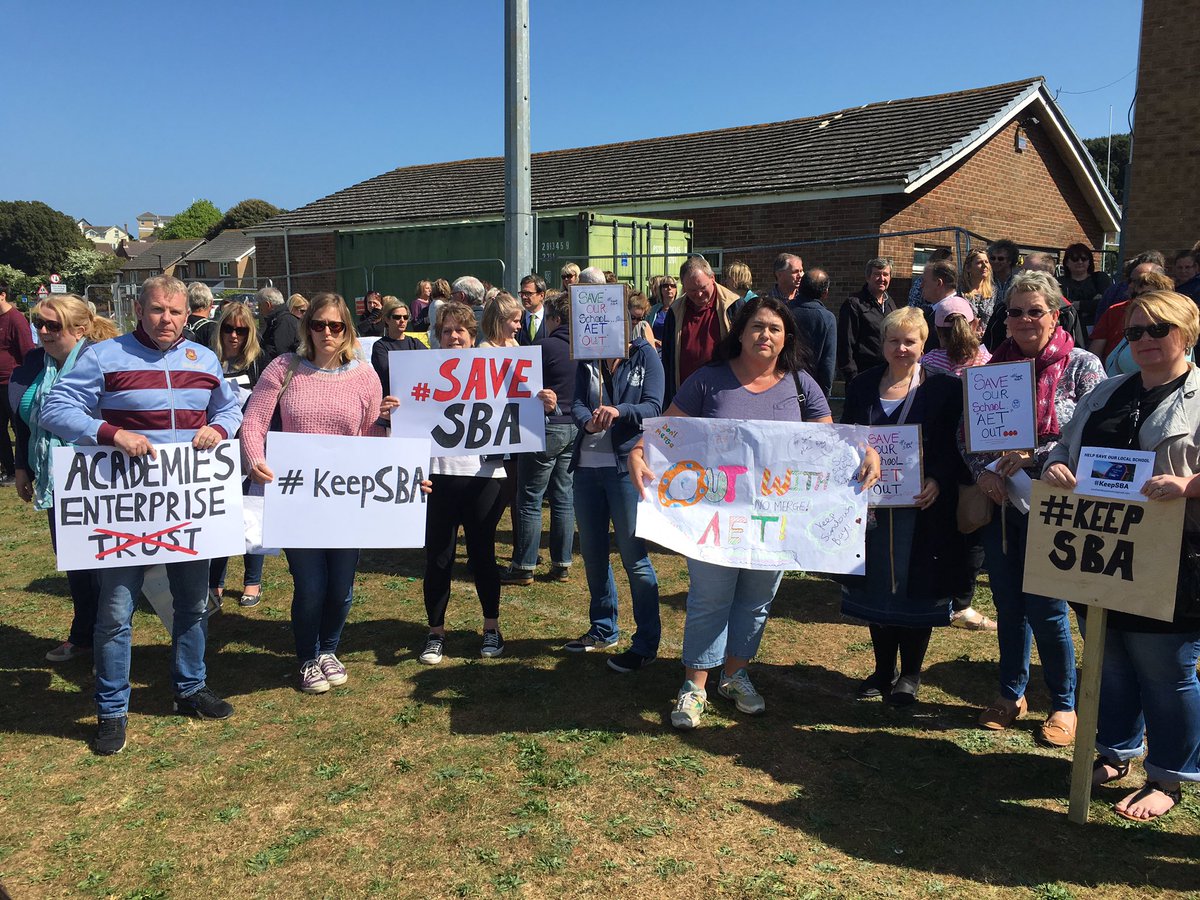 ACADEMIES
ENTERPRISE
TRUST
# KeepSBA
#SAVE
SBA
SAVE
OUR
SCHOOL
AET
OUT
OUT WITH
NO MERGE!
AET!
Keep
SAVE
OUR
School
AET
OUT
SAVE
OUR
School
AET
OUT...
HELP SAVE OUR LOCAL SCHOOL
#KeepSBA
#KEEP
SBA